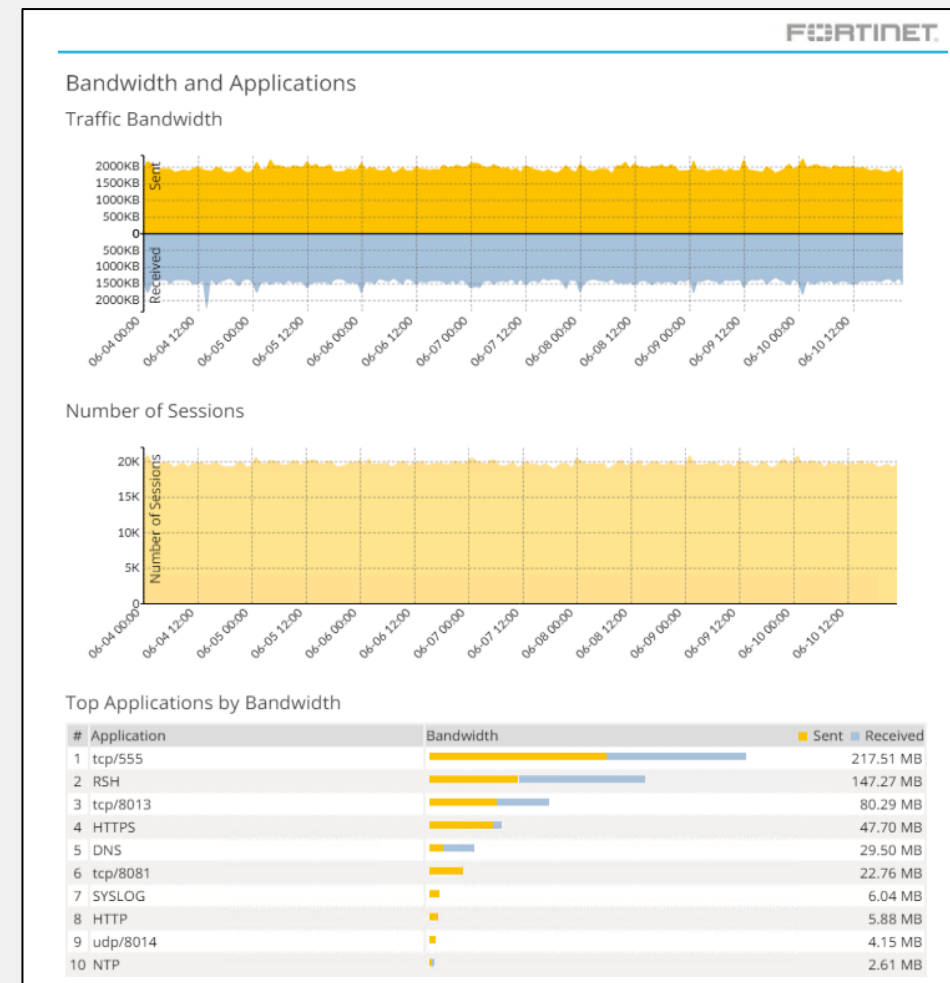 FORTINET
Bandwidth and Applications
Traffic Bandwidth
2000KB
1500KB
1000KB
500KB
0
500KB
1000KB
1500KB
2000KB
Sent
Received
06-04 00:00
06-04 12:00
06-05 00:00
06-05 12:00
06-06 00:00
06-06 12:00
06-07 00:00
06-07 12:00
06-08 00:00
06-08 12:00
06-09 00:00
06-09 12:00
06-10 00:00
06-10 12:00
Number of Sessions
20K
15K
10K
5K
0
Number of Sessions
06-04 00:00
06-04 12:00
06-05 00:00
06-05 12:00
06-06 00:00
06-06 12:00
06-07 00:00
06-07 12:00
06-08 00:00
06-08 12:00
06-09 00:00
06-09 12:00
06-10 00:00
06-10 12:00
Top Applications by Bandwidth
# Application Bandwidth Sent Received
1 tcp/555 217.51 MB
2 RSH 147.27 MB
3 tcp/8013 80.29 MB
4 HTTPS 47.70 MB
5 DNS 29.50 MB
6 tcp/8081 22.76 MB
7 SYSLOG 6.04 MB
8 HTTP 5.88 MB
9 udp/8014 4.15 MB
10 NTP 2.61 MB